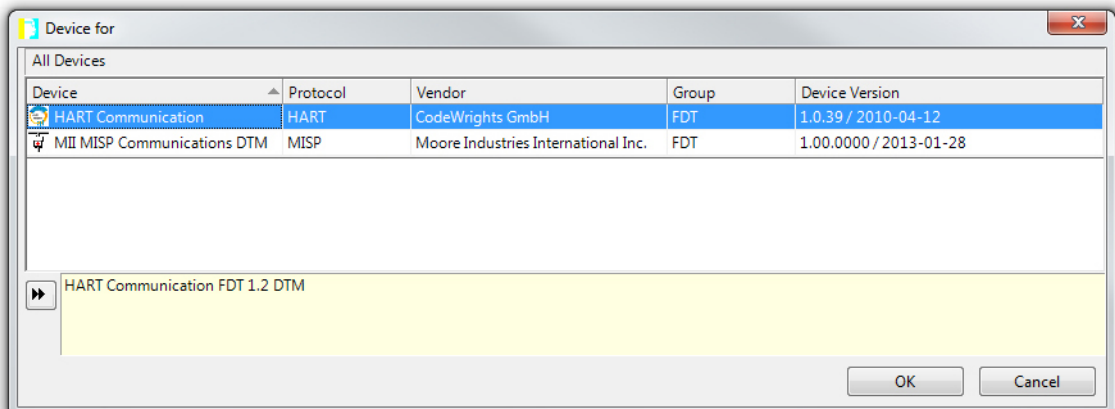 Device for
All Devices
Device Protocol Vendor Group Device Version
HART Communication HART CodeWrights GmbH FDT 1.0.39 / 2010-04-12
MII MISP Communications DTM MISP Moore Industries International Inc. FDT 1.00.0000 / 2013-01-28
HART Communication FDT 1.2 DTM
OK Cancel